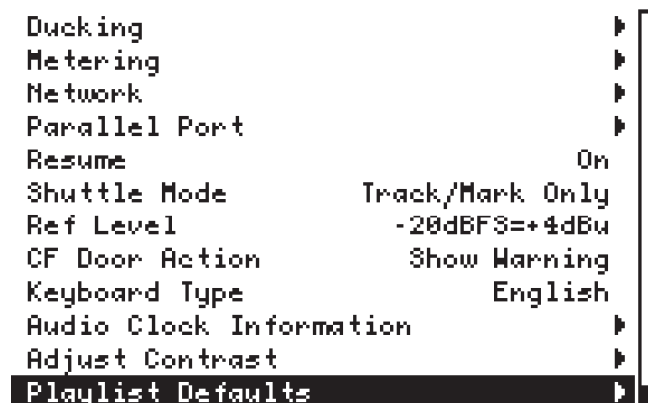 Ducking
Metering
Network
Parallel Port
Resume On
Shuttle Mode Track/Mark Only
Ref Level -20dBFS=+4dBu
CF Door Action Show Warning
Keyboard Type English
Audio Clock Information
Adjust Contrast
Playlist Defaults